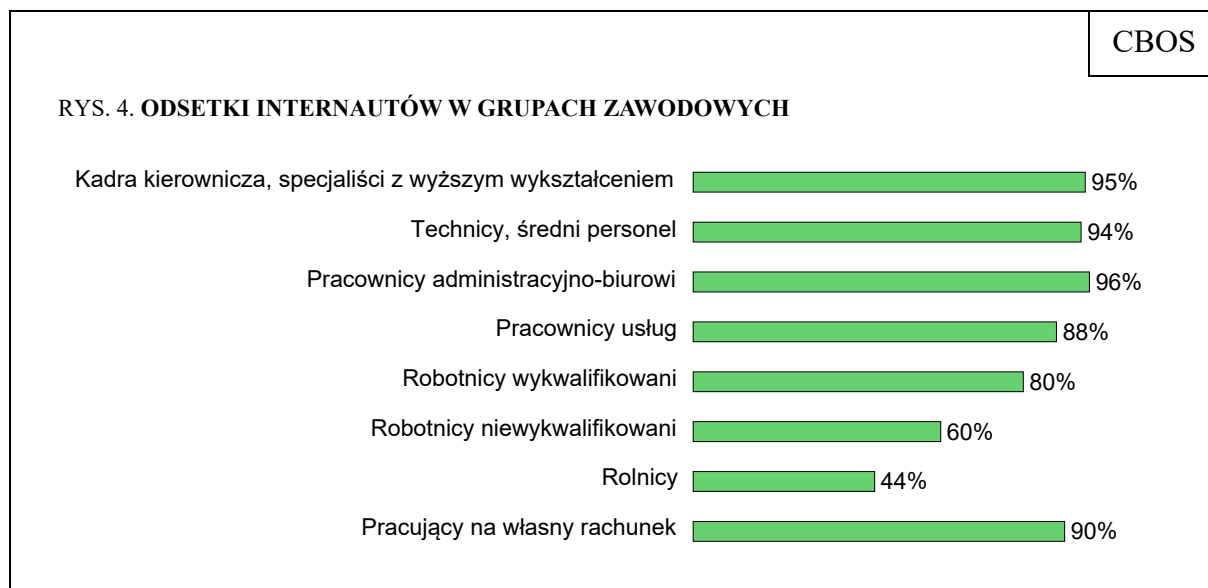 CBOS
RYS. 4. ODSETKI INTERNAUTÓW W GRUPACH ZAWODOWYCH
Kadra kierownicza, specjaliści z wyższym wykształceniem 95%
Technicy, średni personel 94%
Pracownicy administracyjno-biurowi 96%
Pracownicy usług 88%
Robotnicy wykwalifikowani 80%
Robotnicy niewykwalifikowani 60%
Rolnicy 44%
Pracujący na własny rachunek 90%